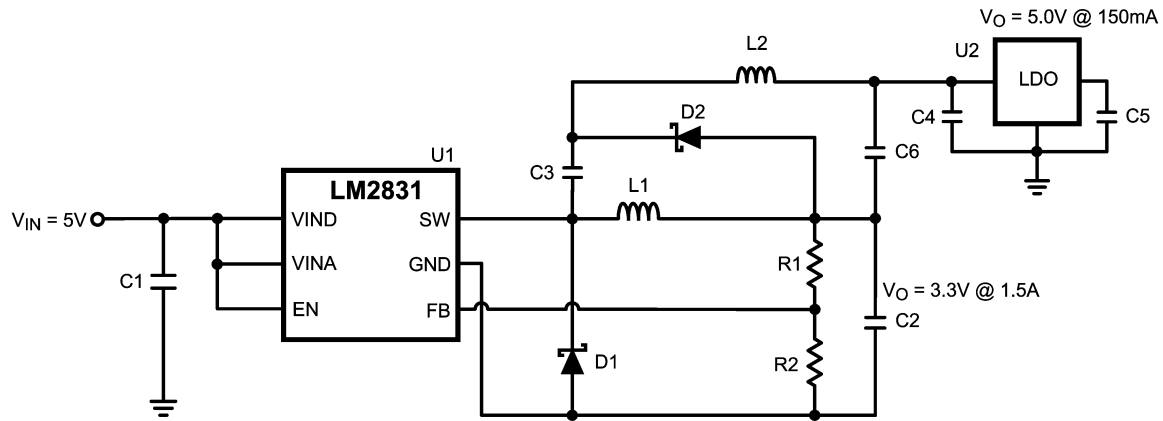 V_O = 5.0V @ 150mA
L2
U2
LDO
C4
C5
D2
C6
C3
U1
LM2831
L1
V_IN = 5V
VIND
SW
VINA
GND
R1
C1
EN
FB
V_O = 3.3V @ 1.5A
C2
D1
R2